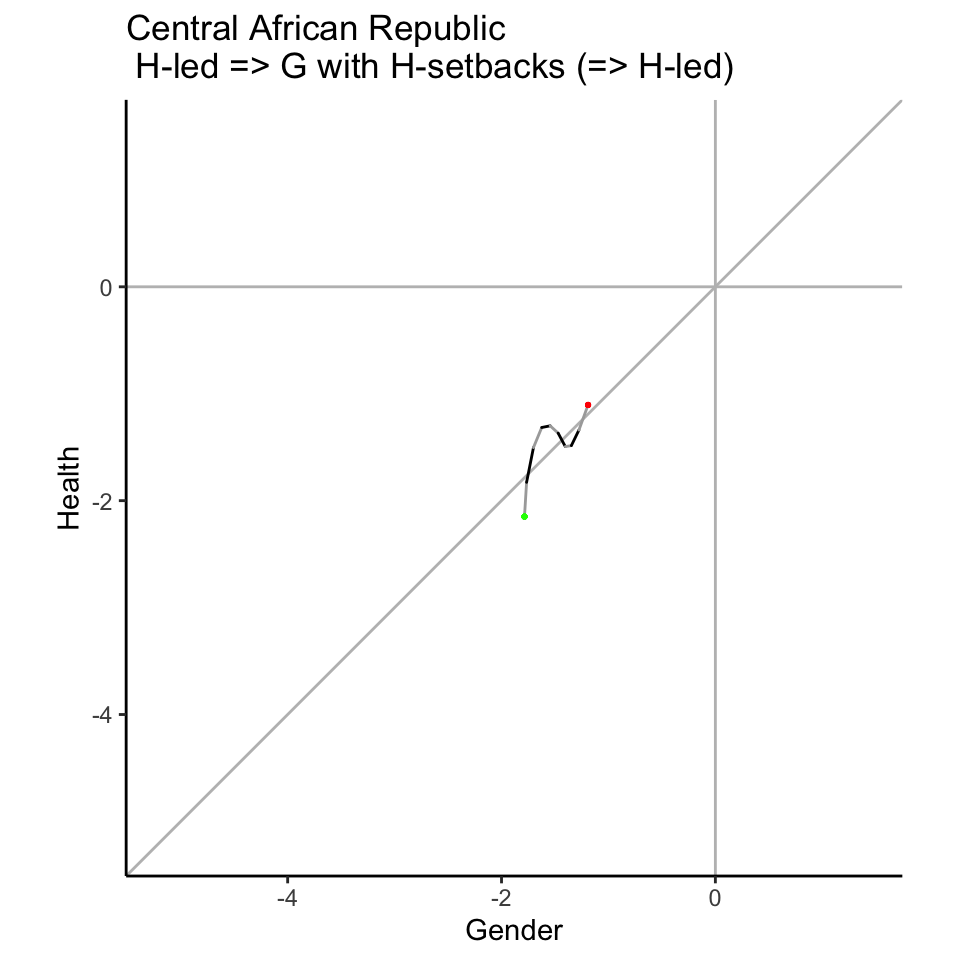 Central African Republic
H-led => G with H-setbacks (=> H-led)
0
-2
-4
Health
-4
-2
0
Gender